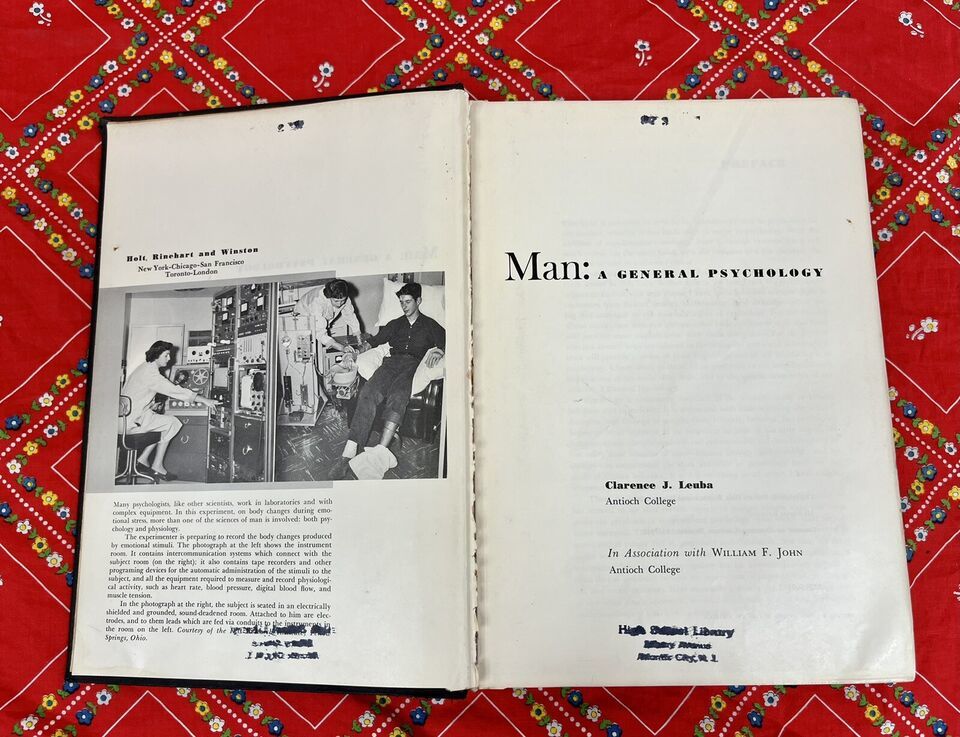 Holt, Rinehart and Winston
New York-Chicago-San Francisco
Toronto-London
Many psychologists, like other scientists, work in laboratories and with
complex equipment. In this experiment, on body changes during emo-
tional stress, more than one of the sciences of man is involved: both psy-
chology and physiology.
The experimenter is preparing to record the body changes produced
by emotional stimuli. The photograph at the left shows the instrument
room. It contains intercommunication systems which connect with the
subject room (on the right); it also contains tape recorders and other
programing devices for the automatic administration of the stimuli to the
subject, and all the equipment required to measure and record physiologi-
cal activity, such as heart rate, blood pressure, digital blood flow, and
muscle tension.
In the photograph at the right, the subject is seated in an electrically
shielded and grounded, sound-deadened room. Attached to him are elec-
trodes, and to them leads which are fed via conduits to the instruments in
the room on the left. Courtesy of the
Springs, Ohio.
Man: A GENERAL PSYCHOLOGY
Clarence J. Leuba
Antioch College
In Association with WILLIAM F. JOHN
Antioch College
High School Library
Avenue
Atlantic City, N. J.